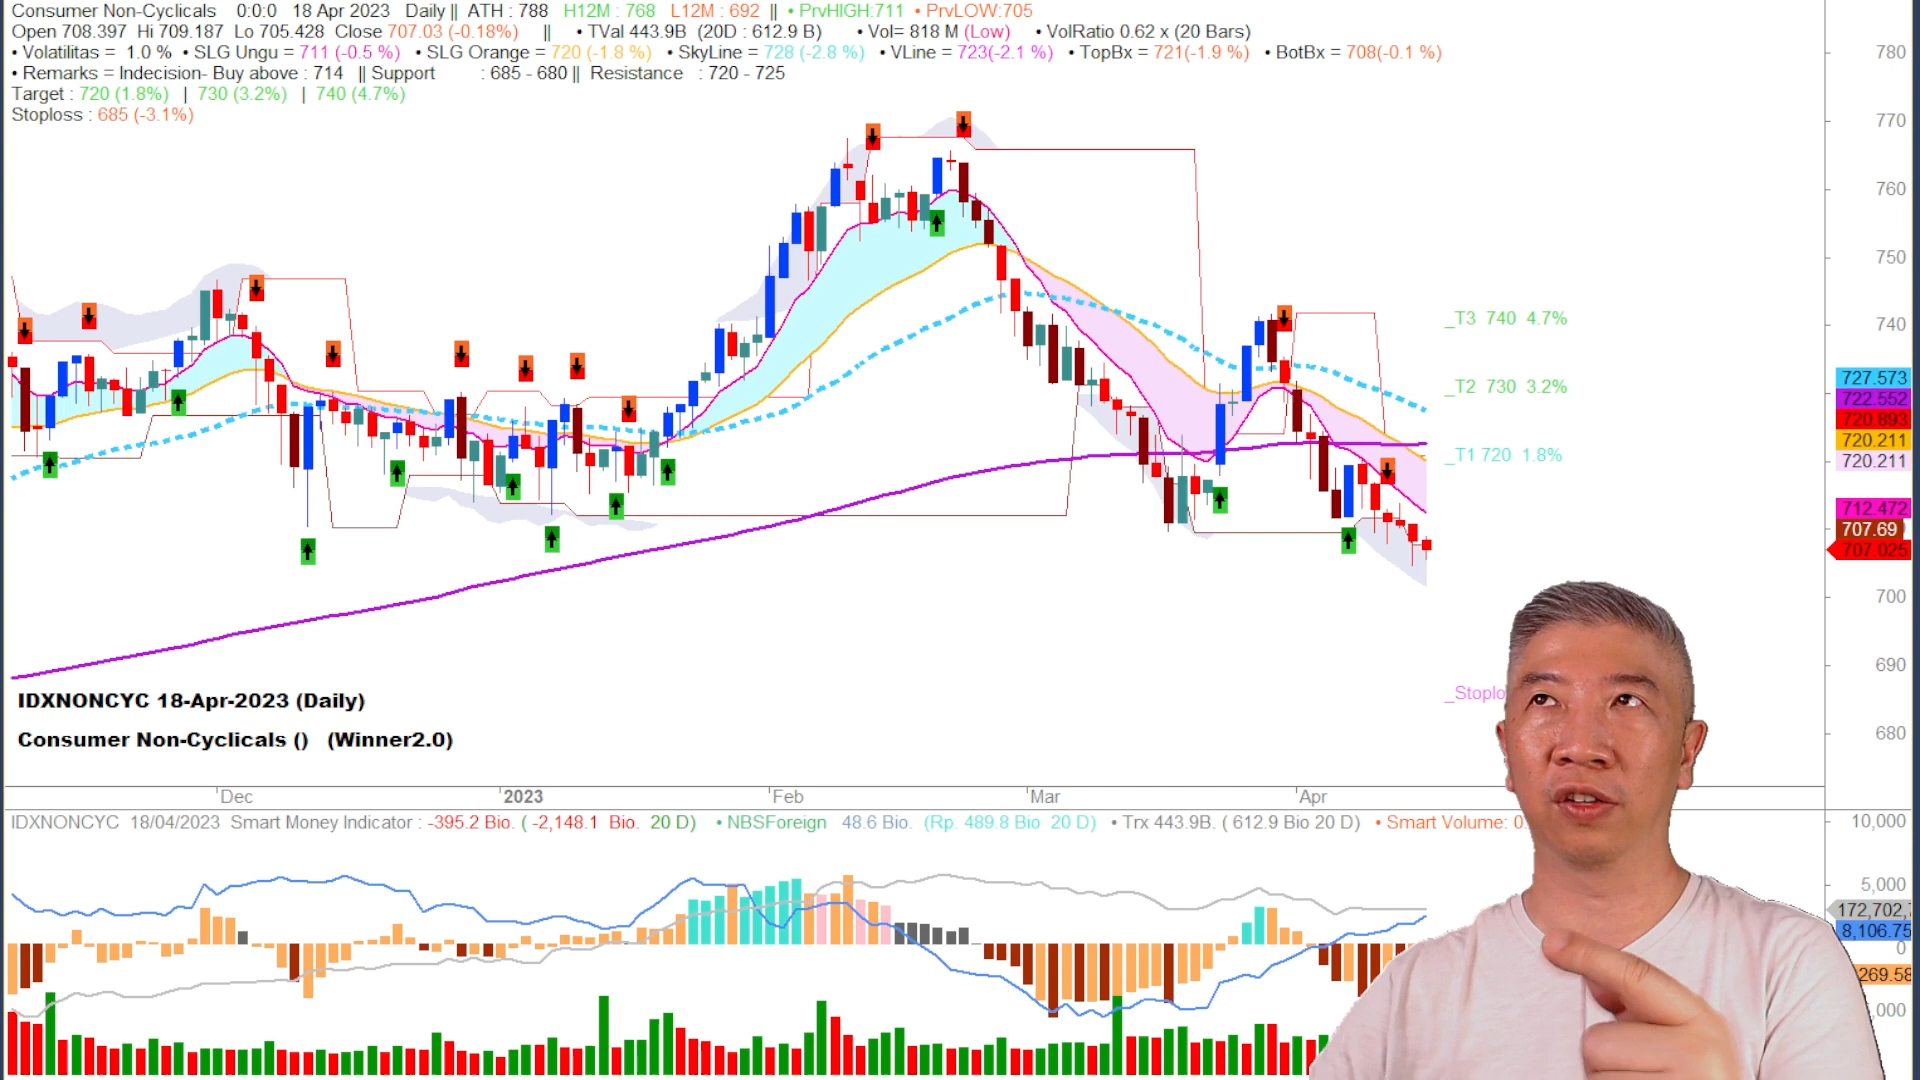 Consumer Non-Cyclicals 0:0:0 18 Apr 2023 Daily || ATH : 788 H12M : 768 L12M : 692 || • PrvHIGH:711 • PrvLOW:705
Open 708.397 Hi 709.187 Lo 705.428 Close 707.03 (-0.18%) || • TVal 443.9B (20D : 612.9 B) • Vol= 818 M (Low) • VolRatio 0.62 x (20 Bars)
• Volatilitas = 1.0 % • SLG Ungu = 711 (-0.5 %) • SLG Orange = 720 (-1.8 %) • SkyLine = 728 (-2.8 %) • VLine = 723(-2.1 %) • TopBx = 721(-1.9 %) • BotBx = 708(-0.1 %)
• Remarks = Indecision- Buy above : 714 || Support : 685 - 680 || Resistance : 720 - 725
Target : 720 (1.8%) | 730 (3.2%) | 740 (4.7%)
Stoploss : 685 (-3.1%)
780
770
760
750
740
_T3 740 4.7%
_T2 730 3.2%
727.573
722.552
720.893
720.211
720.211
_T1 720 1.8%
712.472
707.69
707.025
700
690
_Stoplo
680
IDXNONCYC 18-Apr-2023 (Daily)
Consumer Non-Cyclicals () (Winner2.0)
Dec 2023 Feb Mar Apr
IDXNONCYC 18/04/2023 Smart Money Indicator : -395.2 Bio. ( -2,148.1 Bio. 20 D) • NBSForeign 48.6 Bio. (Rp. 489.8 Bio 20 D) • Trx 443.9B. ( 612.9 Bio 20 D) • Smart Volume: 0.
10,000
5,000
172,702,7
8,106.75
0
269.58
,000